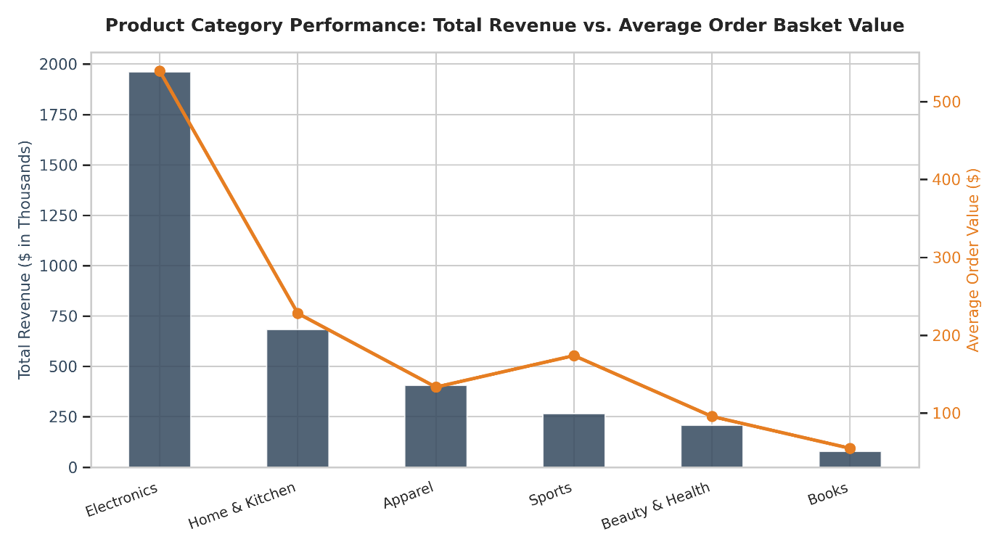 Product Category Performance: Total Revenue vs. Average Order Basket Value
Total Revenue ($ in Thousands)
2000
1750
1500
1250
1000
750
500
250
0
500
400
300
200
100
Average Order Value ($)
Electronics
Home & Kitchen
Apparel
Sports
Beauty & Health
Books